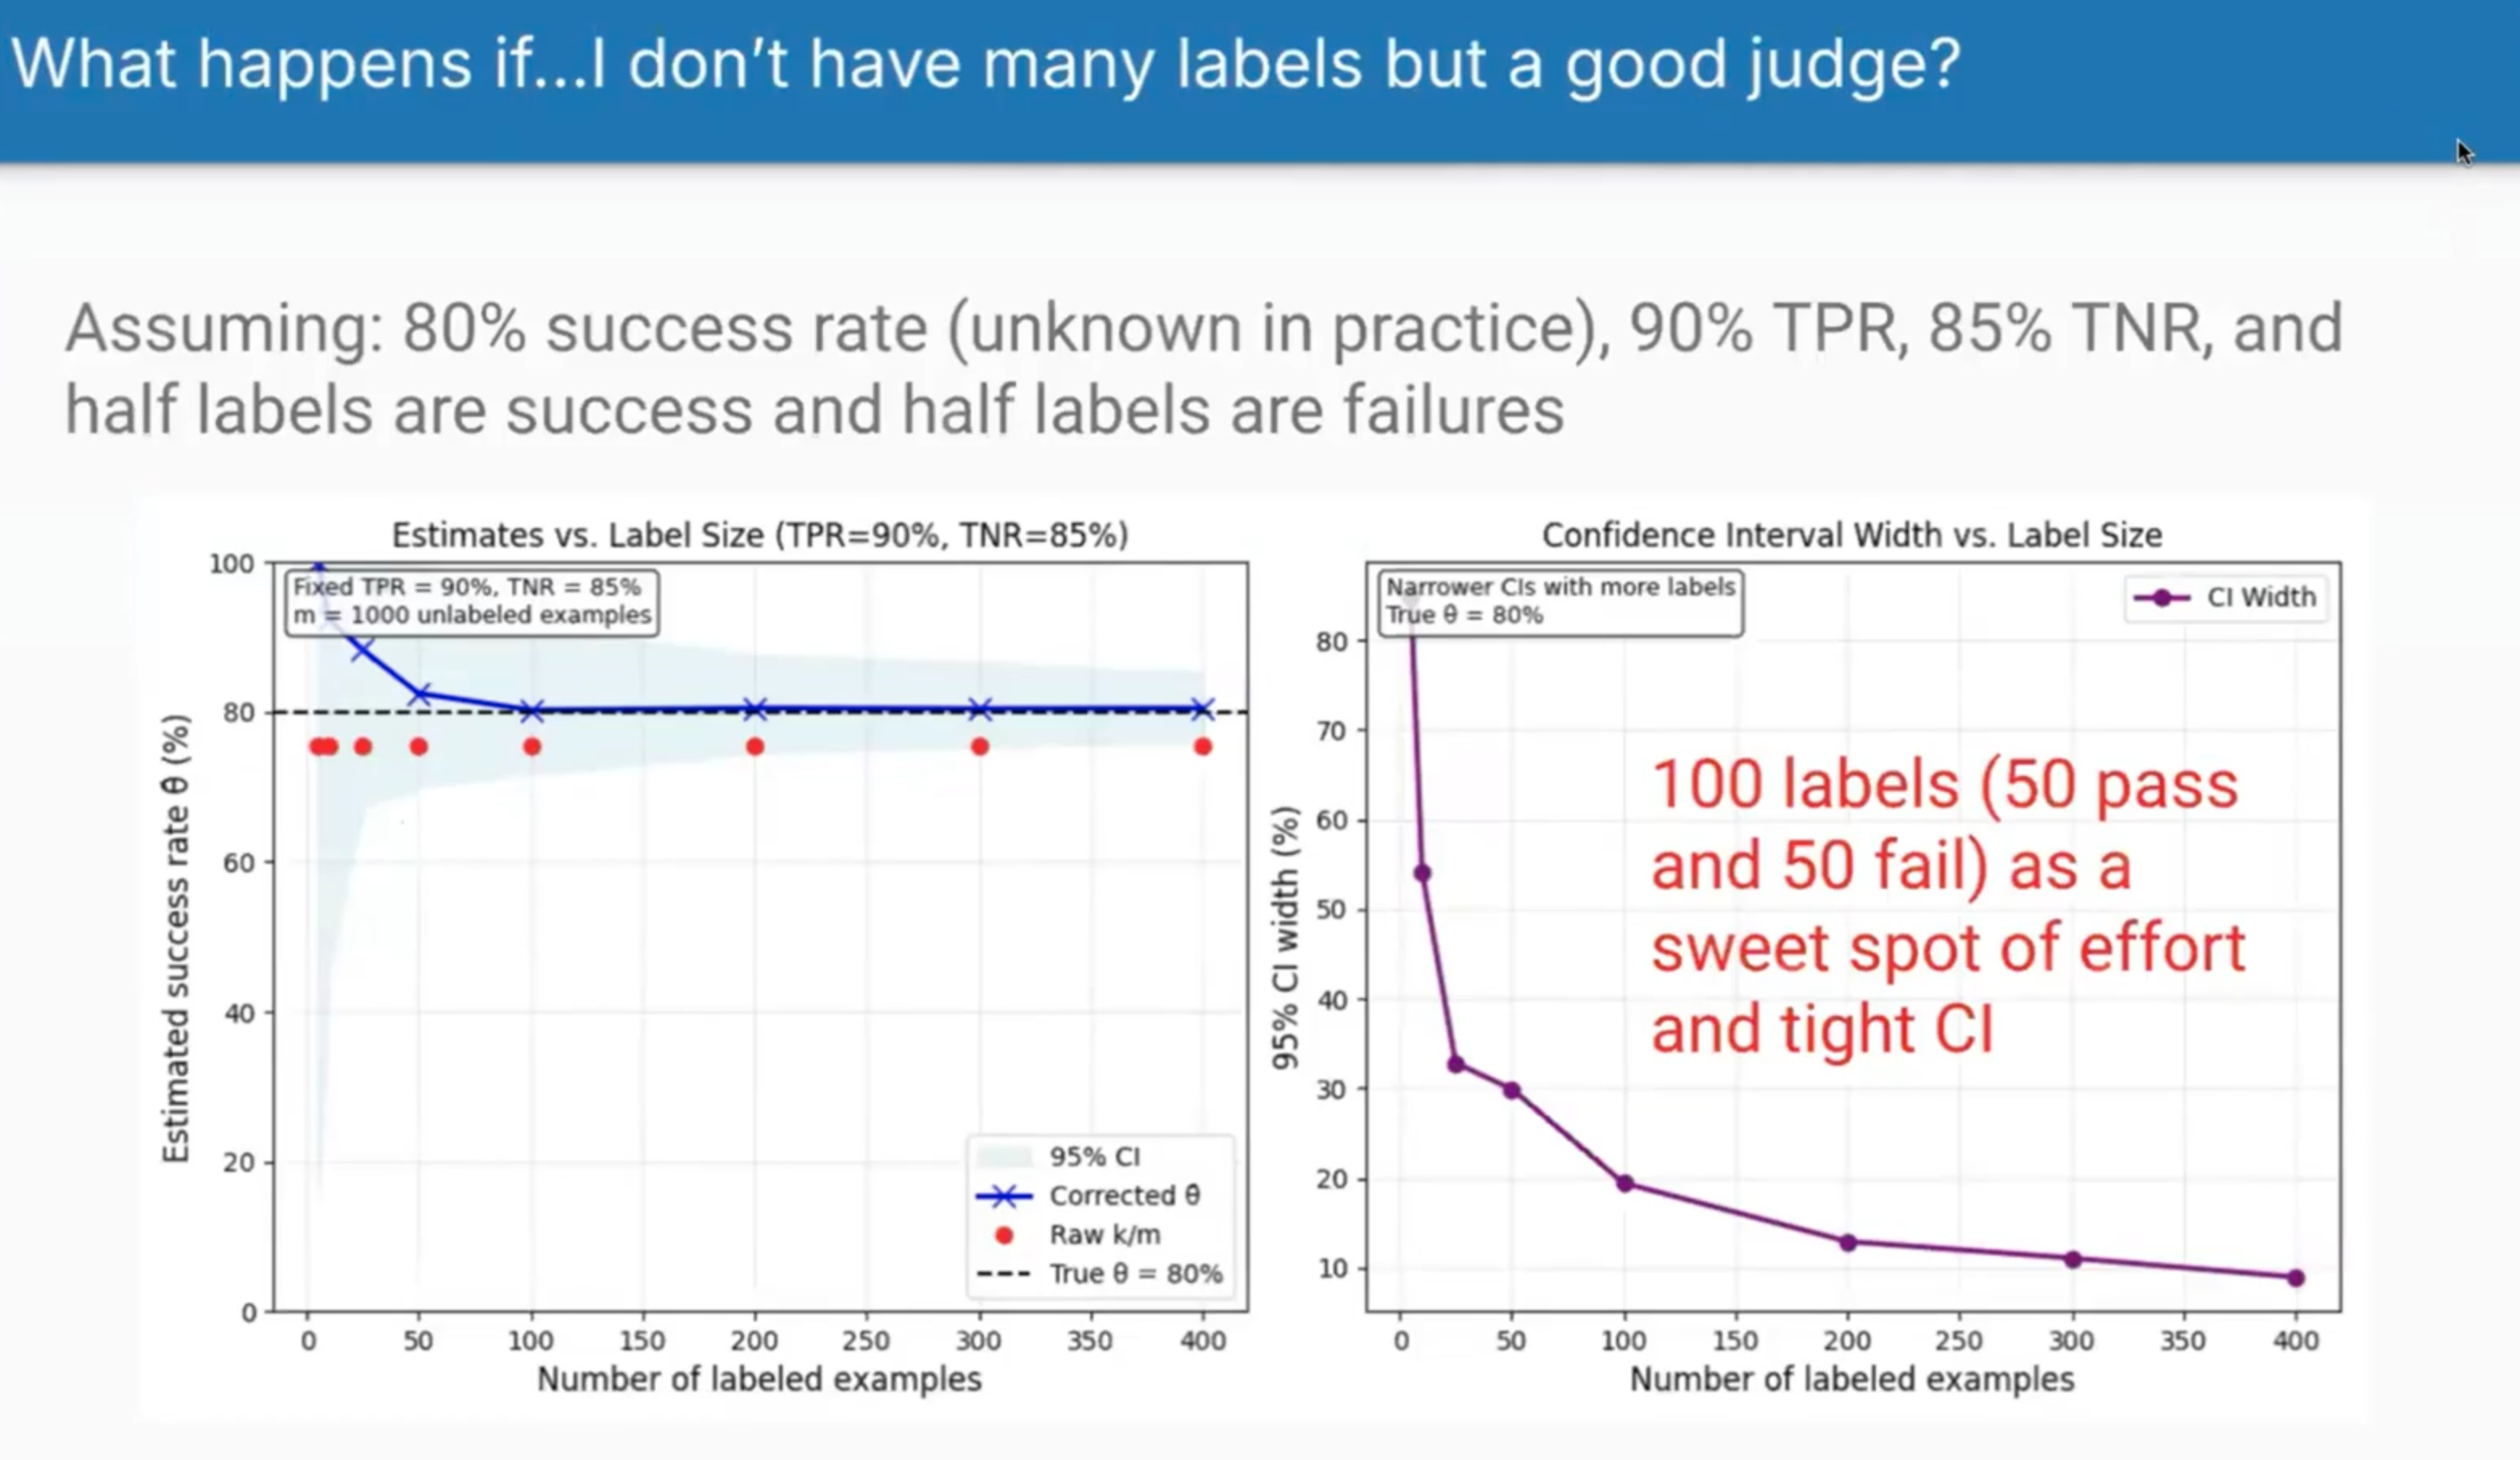 What happens if...I don't have many labels but a good judge?
Assuming: 80% success rate (unknown in practice), 90% TPR, 85% TNR, and
half labels are success and half labels are failures
Estimates vs. Label Size (TPR=90%, TNR=85%)
Fixed TPR = 90%, TNR = 85%
m = 1000 unlabeled examples
Estimated success rate θ (%)
100
80
60
40
20
0
0 50 100 150 200 250 300 350 400
Number of labeled examples
95% CI
Corrected θ̂
Raw k/m
True θ = 80%
Confidence Interval Width vs. Label Size
Narrower CIs with more labels
True θ = 80%
CI Width
95% CI width (%)
80
70
60
50
40
30
20
10
0 50 100 150 200 250 300 350 400
Number of labeled examples
100 labels (50 pass
and 50 fail) as a
sweet spot of effort
and tight CI